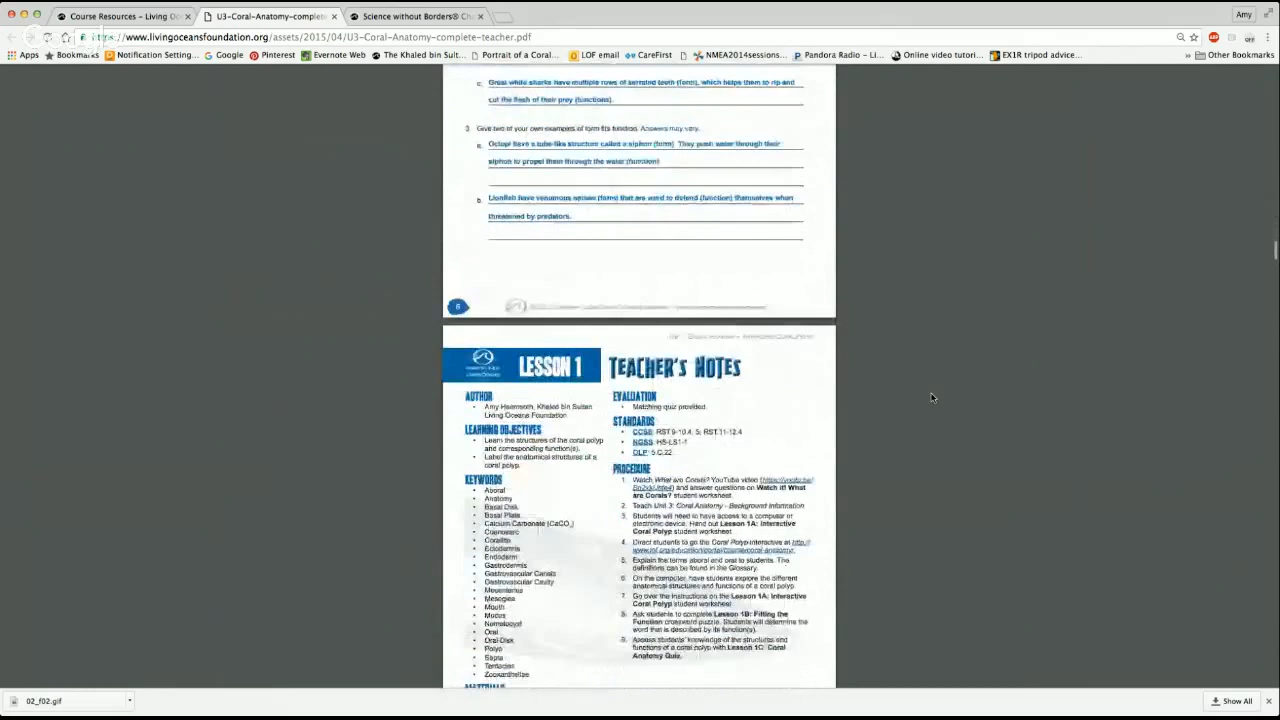 Course Resources - Living Oc
U3-Coral-Anatomy-complete
Science without Borders® Ch
Amy
https://www.livingoceansfoundation.org/assets/2015/04/U3-Coral-Anatomy-complete-teacher.pdf
Apps Bookmarks Notification Setting... Google Pinterest Evernote Web The Khaled bin Sult... Portrait of a Coral... LOF email CareFirst NMEA2014sessions... Pandora Radio – Li... Online video tutori... EX1R tripod advice... » Other Bookmarks
c. Great white sharks have multiple rows of serrated teeth (form), which helps them to rip and
cut the flesh of their prey (functions).
3. Give two of your own examples of form fits function. Answers may vary.
a. Octopi have a tube-like structure called a siphon (form). They push water through their
siphon to propel them through the water (function)
b. Lionfish have venomous spines (form) that are used to defend (function) themselves when
threatened by predators.
6
LESSON 1 TEACHER'S NOTES
AUTHOR
• Amy Heemsoth, Khaled bin Sultan
Living Oceans Foundation
LEARNING OBJECTIVES
• Learn the structures of the coral polyp
and corresponding function(s).
• Label the anatomical structures of a
coral polyp.
KEYWORDS
• Aboral
• Anatomy
• Basal Disk
• Basal Plate
• Calcium Carbonate (CaCO3)
• Coenosarc
• Corallite
• Ectodermis
• Endoderm
• Gastrodermis
• Gastrovascular Canals
• Gastrovascular Cavity
• Mesenteries
• Mesoglea
• Mouth
• Mucus
• Nematocyst
• Oral
• Oral Disk
• Polyp
• Septa
• Tentacles
• Zooxanthellae
MATERIALS
EVALUATION
• Matching quiz provided.
STANDARDS
• CCSS: RST.9-10.4, 5; RST.11-12.4
• NGSS: HS-LS1-1
• OLP: 5.C.22
PROCEDURE
1. Watch What are Corals? YouTube video
and answer questions on Watch it! What
are Corals? student worksheet.
2. Teach Unit 3: Coral Anatomy - Background Information
3. Students will need to have access to a computer or
electronic device. Hand out Lesson 1A: Interactive
Coral Polyp student worksheet
4. Direct students to go the Coral Polyp Interactive at http://
www.lof.org/education/portal/course/coral-anatomy/.
5. Explain the terms aboral and oral to students. The
definitions can be found in the Glossary.
6. On the computer have students explore the different
anatomical structures and functions of a coral polyp
7. Go over the instructions on the Lesson 1A: Interactive
Coral Polyp student worksheet
8. Ask students to complete Lesson 1B: Fitting the
Function crossword puzzle. Students will determine the
word that is described by its function(s).
9. Assess students' knowledge of the structures and
functions of a coral polyp with Lesson 1C: Coral
Anatomy Quiz.
02_f02.gif
Show All